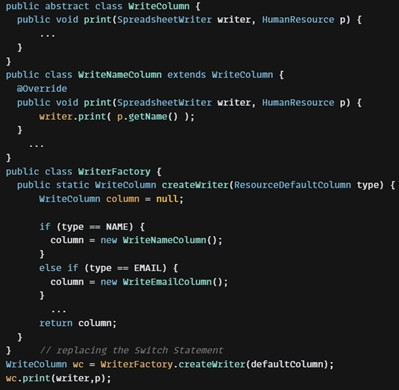 public abstract class WriteColumn {
  public void print(SpreadsheetWriter writer, HumanResource p) {
      ...
  }
}
public class WriteNameColumn extends WriteColumn {
  @Override
  public void print(SpreadsheetWriter writer, HumanResource p) {
      writer.print( p.getName() );
  }
    ...
}
public class WriterFactory {
  public static WriteColumn createWriter(ResourceDefaultColumn type) {
      WriteColumn column = null;

      if (type == NAME) {
        column = new WriteNameColumn();
      }
      else if (type == EMAIL) {
        column = new WriteEmailColumn();
      }
      ...
      return column;
  }
}     // replacing the Switch Statement
WriteColumn wc = WriterFactory.createWriter(defaultColumn);
wc.print(writer,p);